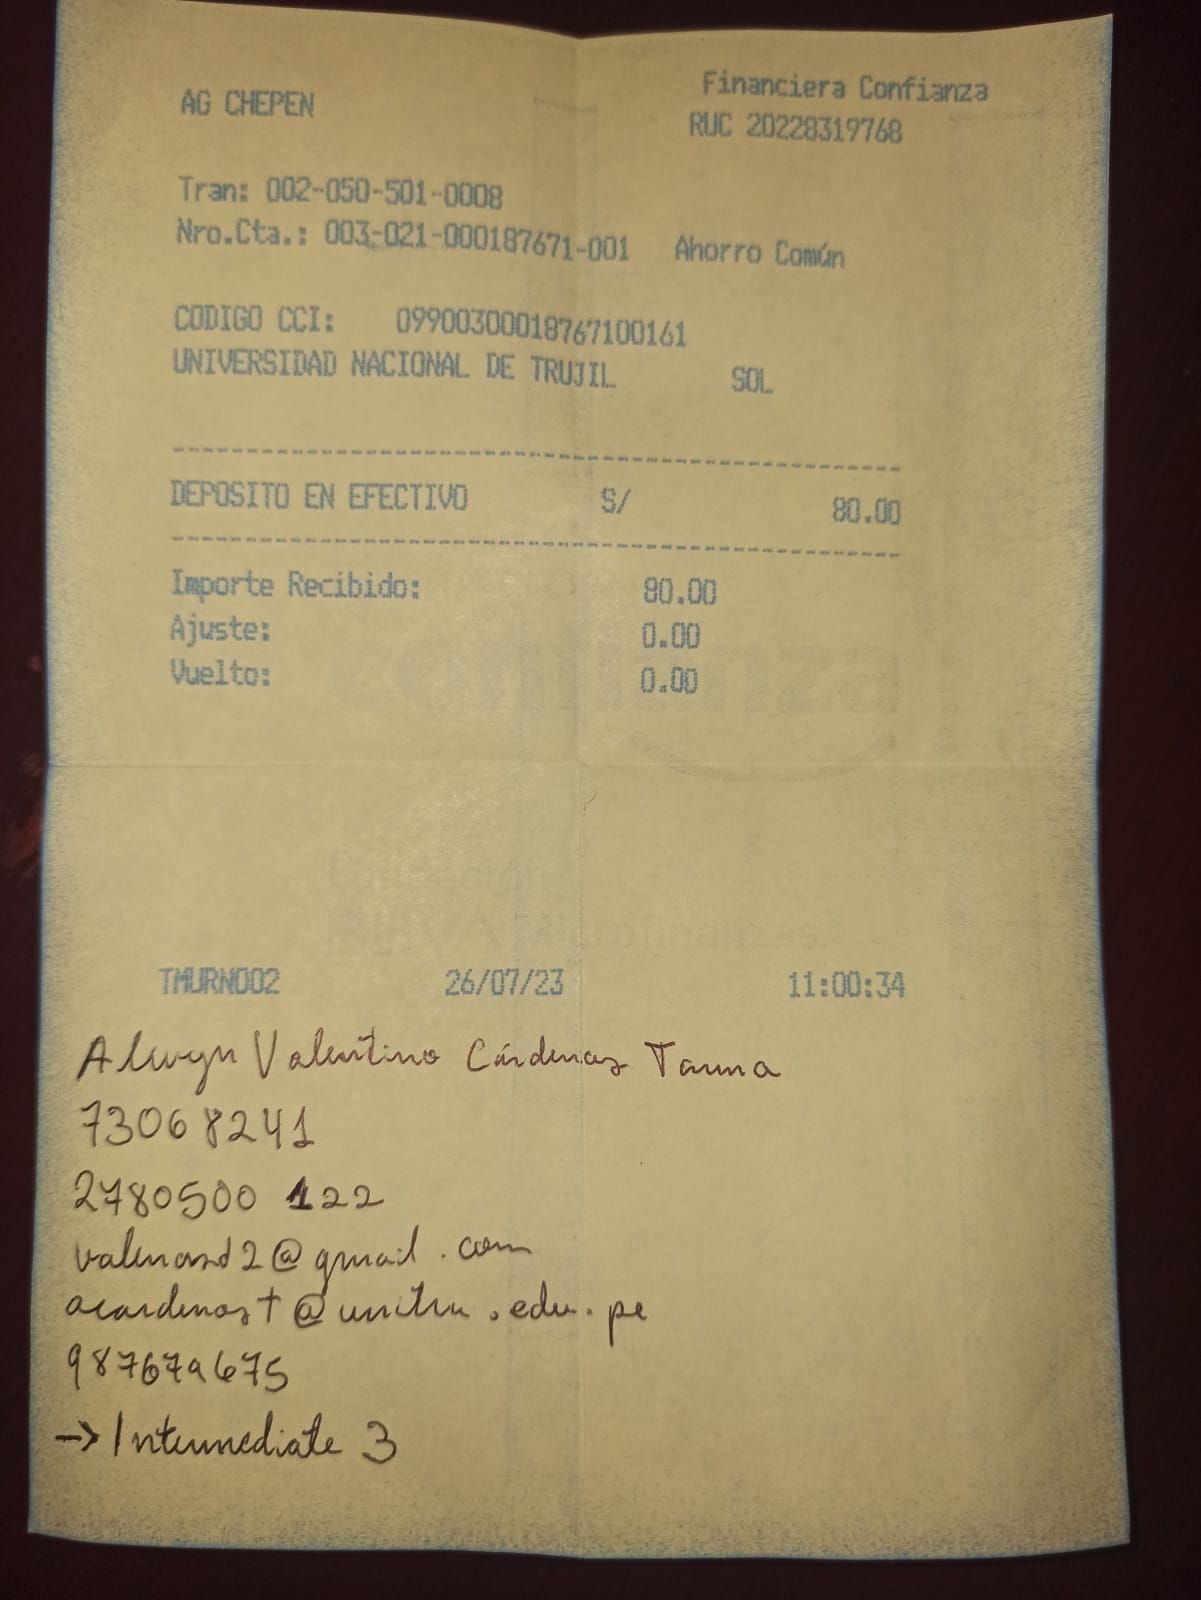 AG CHEPEN Financiera Confianza
RUC 20228319768
Tran: 002-050-501-0008
Nro.Cta.: 003-021-000187671-001 Ahorro Común
CODIGO CCI: 09900300018767100161
UNIVERSIDAD NACIONAL DE TRUJIL SOL
DEPOSITO EN EFECTIVO S/ 80.00
Importe Recibido: 80.00
Ajuste: 0.00
Vuelto: 0.00
TMURN002 26/07/23 11:00:34
Alwyn Valentino Cárdenas Tauma
73068241
2780500122
@gmail.com
acardenast@unitru.edu.pe
987679675
→ Intermediate 3